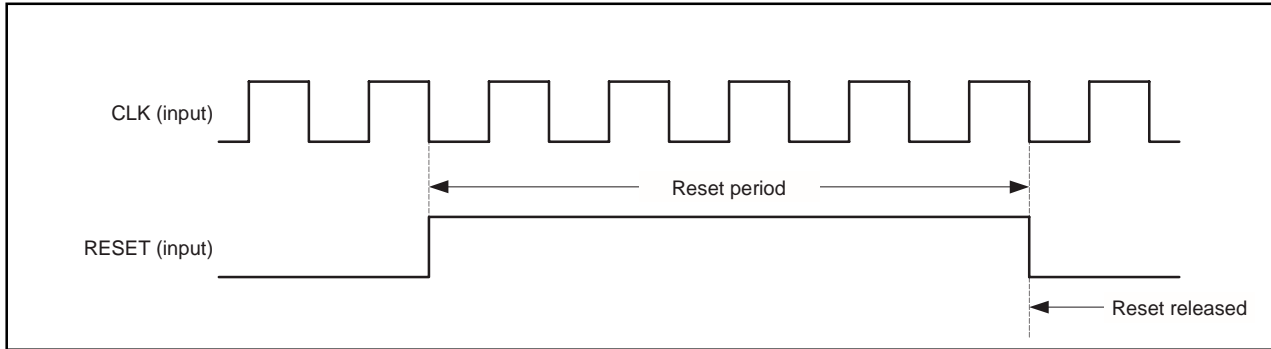 CLK (input)
Reset period
RESET (input)
Reset released